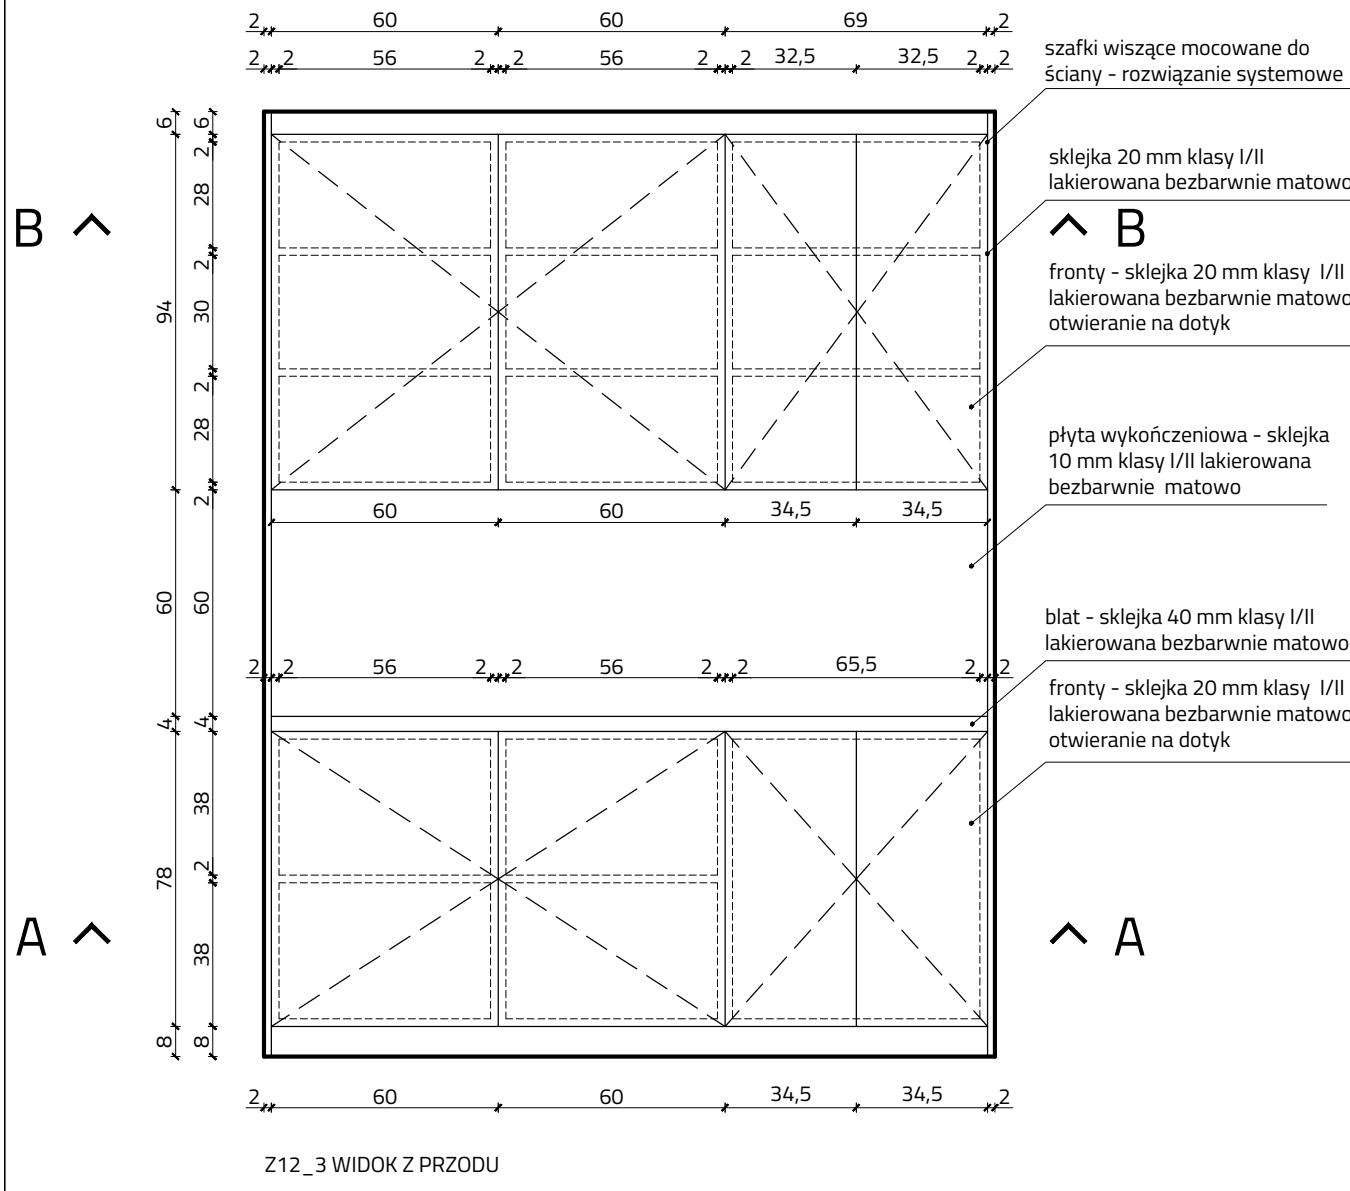 2 60 60 69 2
2 2 56 2 2 56 2 2 32,5 32,5 2 2
szafki wiszące mocowane do
ściany - rozwiązanie systemowe
sklejka 20 mm klasy I/II
lakierowana bezbarwnie matowo
B B
fronty - sklejka 20 mm klasy I/II
lakierowana bezbarwnie matowo
otwieranie na dotyk
płyta wykończeniowa - sklejka
10 mm klasy I/II lakierowana
bezbarwnie matowo
6 94 60 4 78 8
6 2 28 2 30 2 28 2 60 4 38 2 38 8
60 60 34,5 34,5
blat - sklejka 40 mm klasy I/II
lakierowana bezbarwnie matowo
2 2 56 2 2 56 2 2 65,5 2 2
fronty - sklejka 20 mm klasy I/II
lakierowana bezbarwnie matowo
otwieranie na dotyk
A A
2 60 60 34,5 34,5 2
Z12_3 WIDOK Z PRZODU